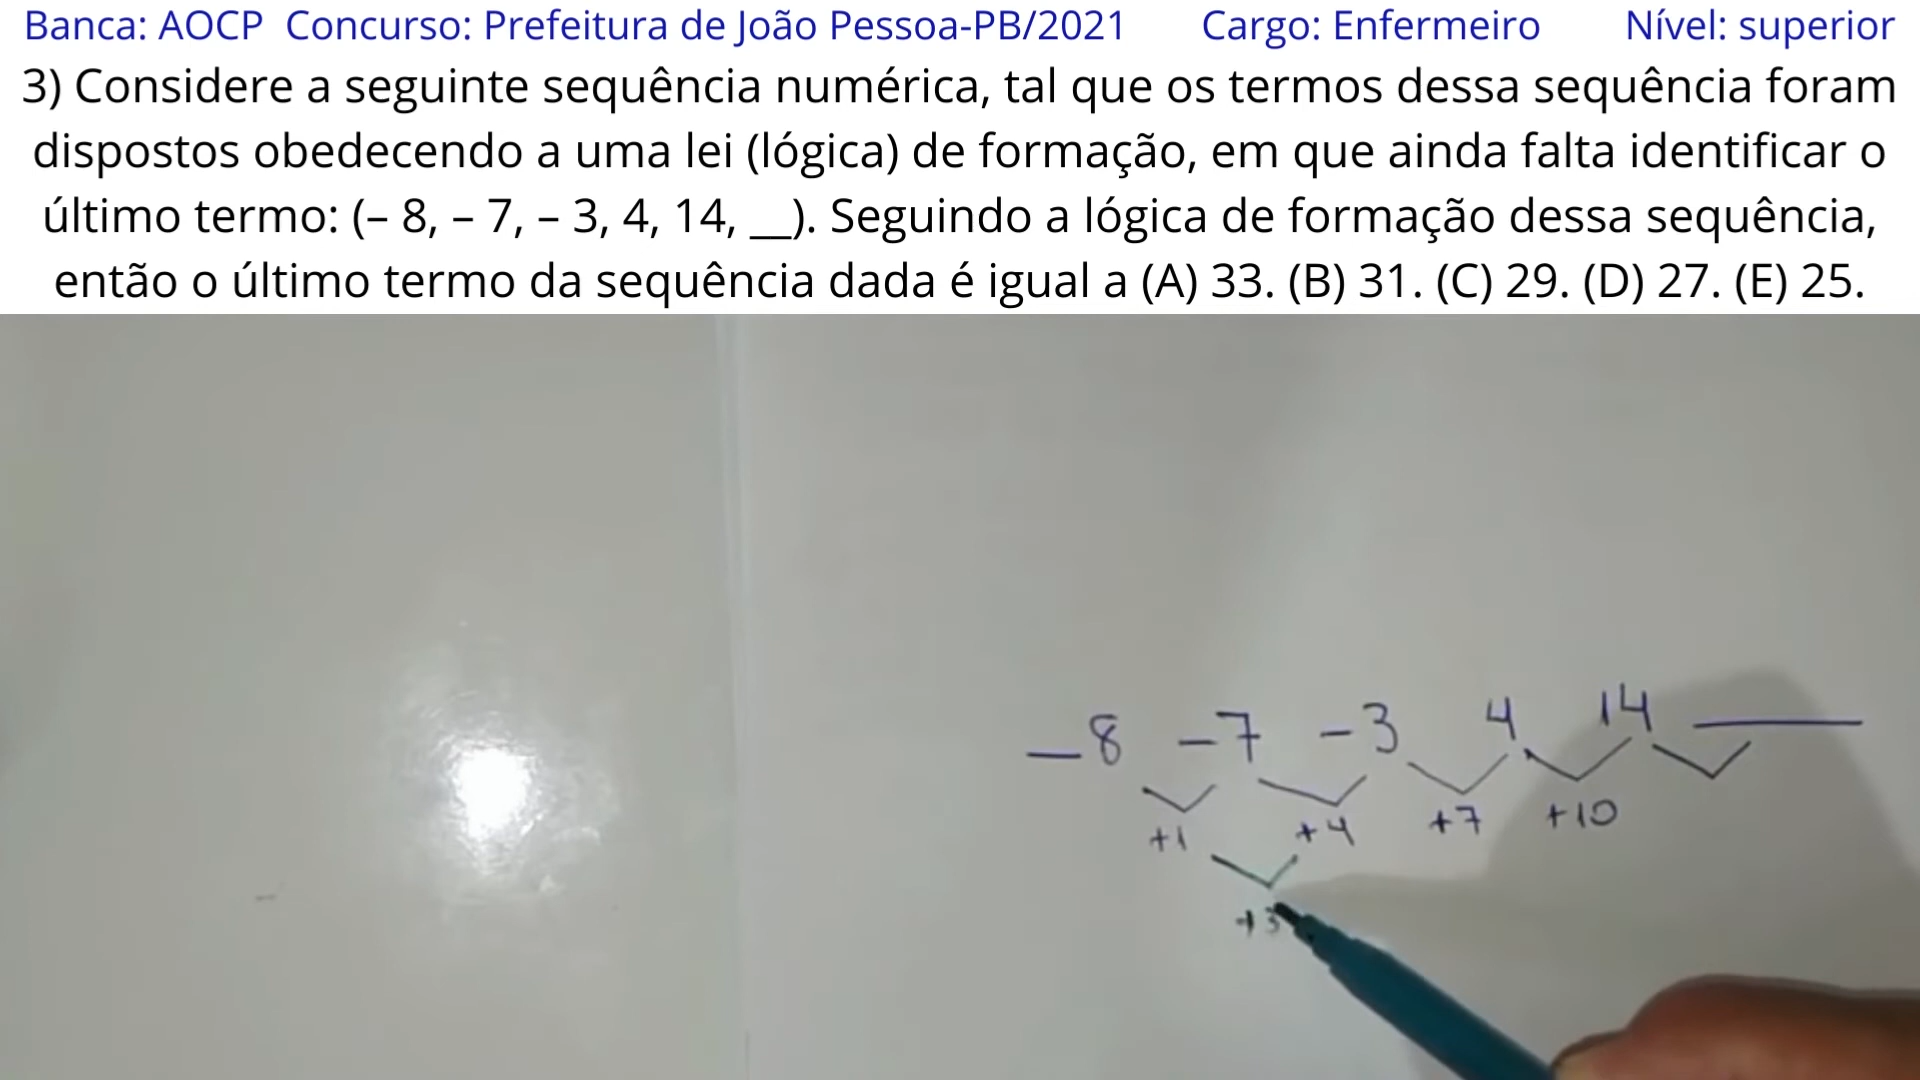 Banca: AOCP Concurso: Prefeitura de João Pessoa-PB/2021 Cargo: Enfermeiro Nível: superior
3) Considere a seguinte sequência numérica, tal que os termos dessa sequência foram
dispostos obedecendo a uma lei (lógica) de formação, em que ainda falta identificar o
último termo: (– 8, – 7, – 3, 4, 14, __). Seguindo a lógica de formação dessa sequência,
então o último termo da sequência dada é igual a (A) 33. (B) 31. (C) 29. (D) 27. (E) 25.
-8 -7 -3 4 14 ____
+1 +4 +7 +10
+3